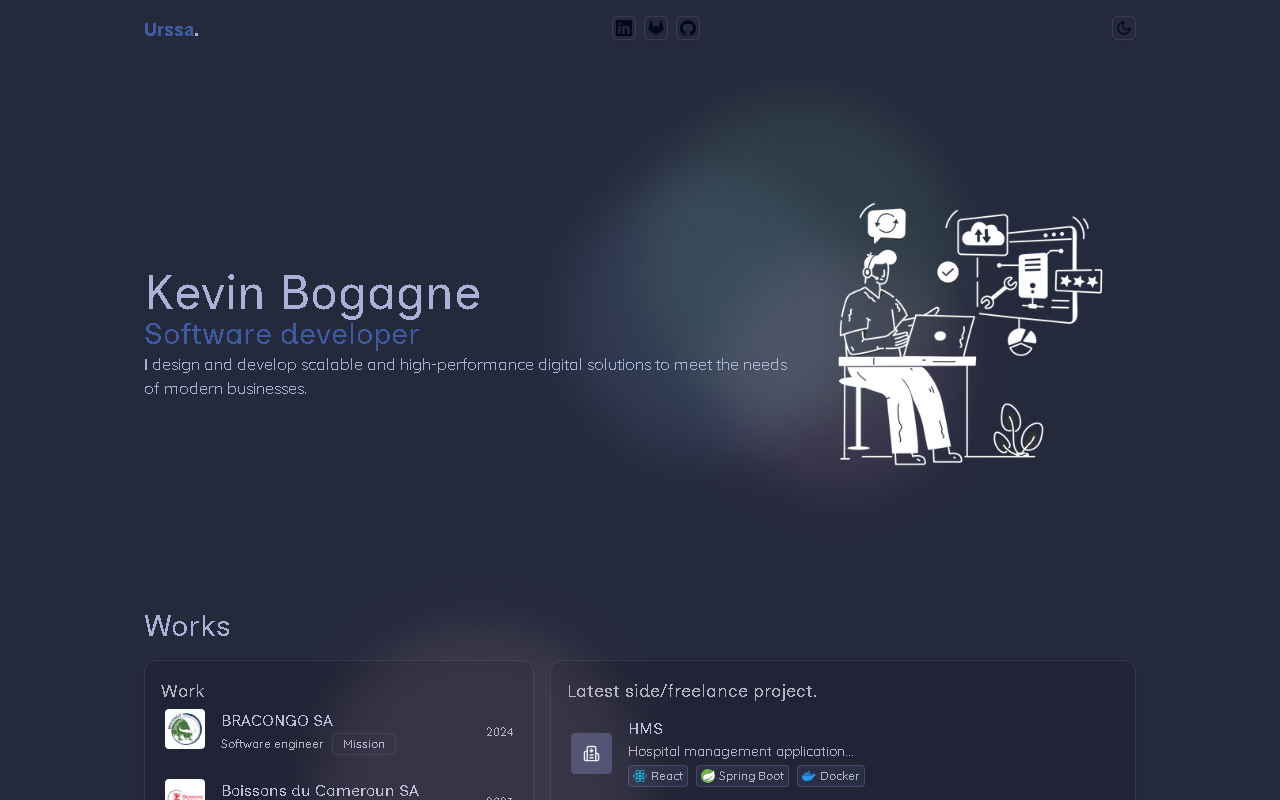 Urssa.
Kevin Bogagne
Software developer
I design and develop scalable and high-performance digital solutions to meet the needs
of modern businesses.
Works
Work
BRACONGO SA
Software engineer
Mission
2024
Boissons du Cameroun SA
Latest side/freelance project.
HMS
Hospital management application...
React
Spring Boot
Docker